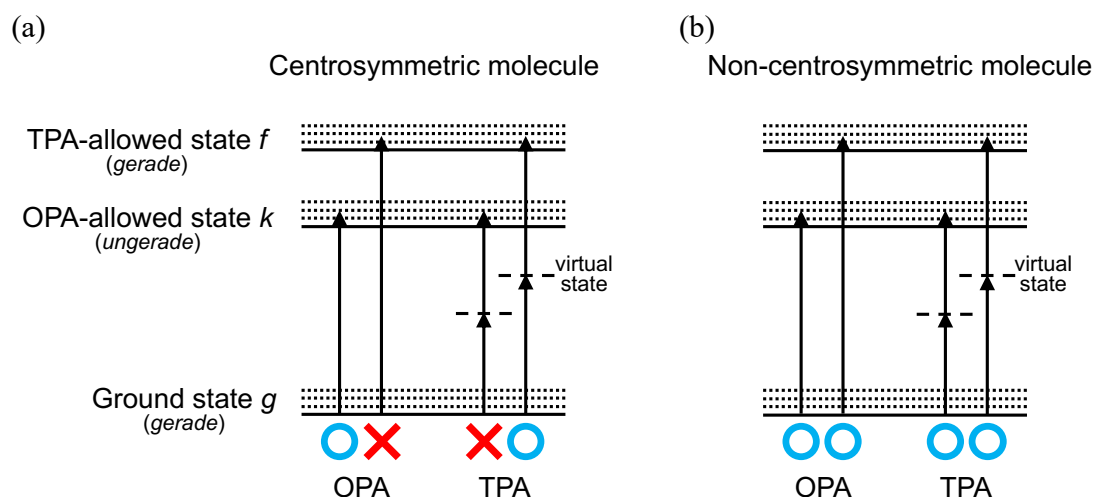 (a)
Centrosymmetric molecule
TPA-allowed state f
(gerade)
OPA-allowed state k
(ungerade)
virtual
state
Ground state g
(gerade)
OPA
TPA
(b)
Non-centrosymmetric molecule
virtual
state
OPA
TPA